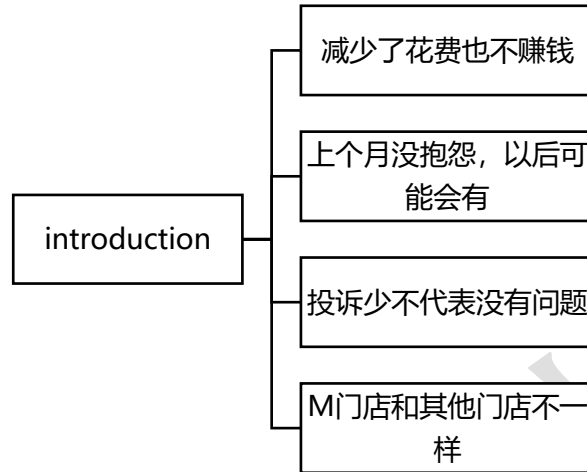 减少了花费也不赚钱
上个月没抱怨，以后可
能会有
introduction
投诉少不代表没有问题
M门店和其他门店不一
样